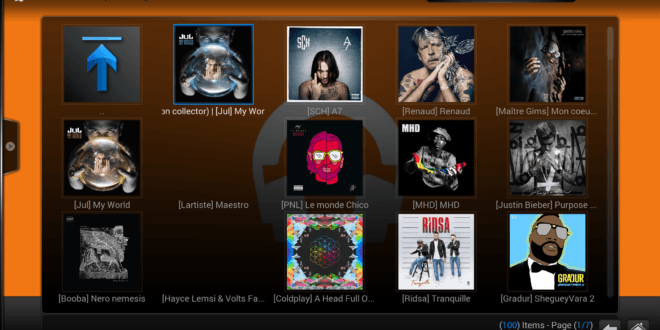 JUL
MY WORLD
SCH
A7
..
on collector) | [Jul] My Wor
[SCH] A7
[Renaud] Renaud
[Maître Gims] Mon coeu...
JUL
MY WORLD
MHD
[Jul] My World
[Lartiste] Maestro
[PNL] Le monde Chico
[MHD] MHD
[Justin Bieber] Purpose ...
RIDSA
Tranquille
GRADUR
[Booba] Nero nemesis
[Hayce Lemsi & Volts Fa...
[Coldplay] A Head Full O...
[Ridsa] Tranquille
[Gradur] ShegueyVara 2
(100) Items - Page (1/7)